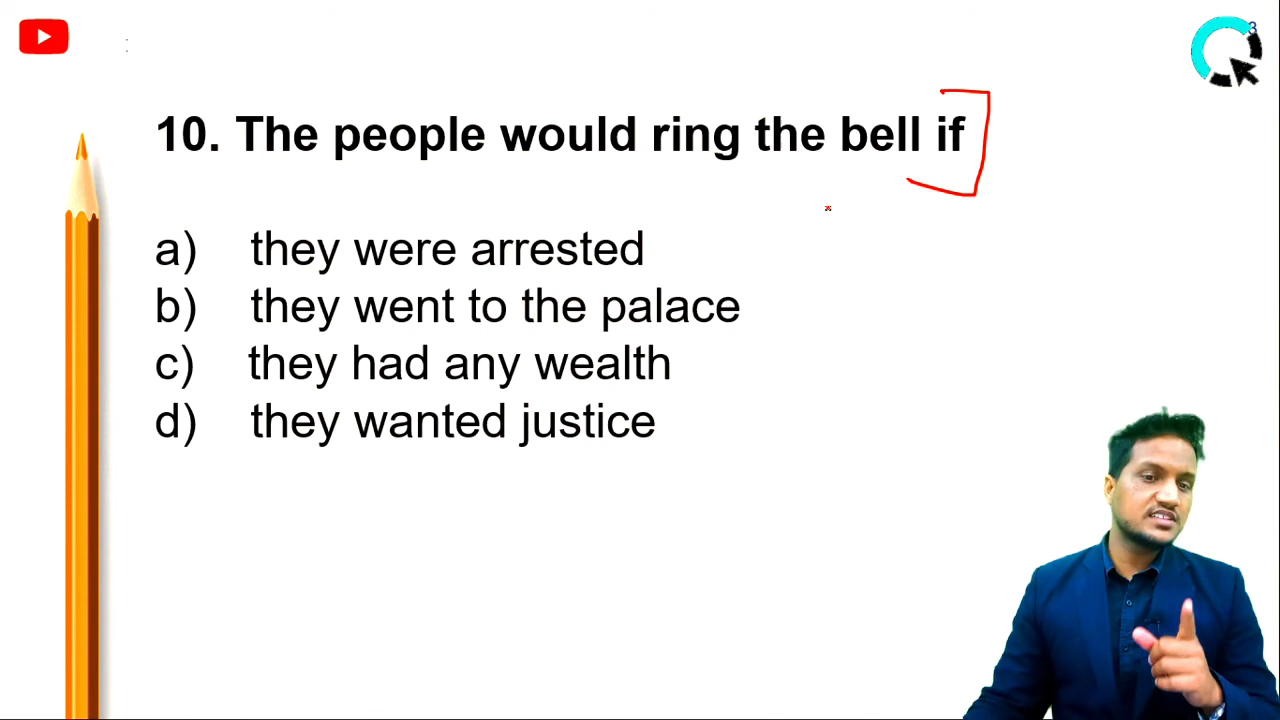 3
10. The people would ring the bell if
a) they were arrested
b) they went to the palace
c) they had any wealth
d) they wanted justice